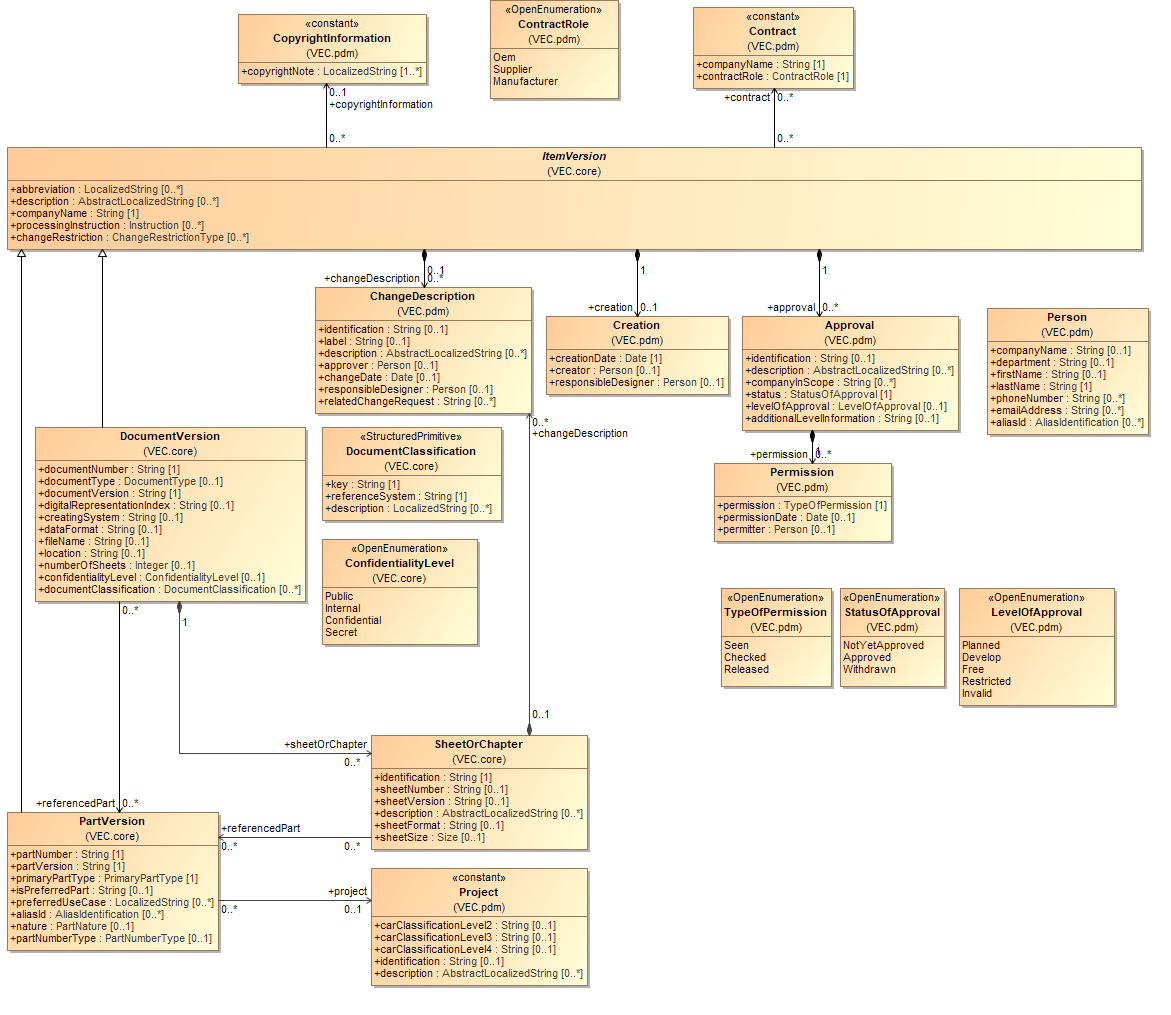 «constant»
CopyrightInformation
(VEC.pdm)
+copyrightNote : LocalizedString [1..*]
«OpenEnumeration»
ContractRole
(VEC.pdm)
Oem
Supplier
Manufacturer
«constant»
Contract
(VEC.pdm)
+companyName : String [1]
+contractRole : ContractRole [1]
0..1
+copyrightInformation
0..*
+contract
0..*
0..*
ItemVersion
(VEC.core)
+abbreviation : LocalizedString [0..*]
+description : AbstractLocalizedString [0..*]
+companyName : String [1]
+processingInstruction : Instruction [0..*]
+changeRestriction : ChangeRestrictionType [0..*]
0..1
+changeDescription
0..*
1
+creation
0..1
1
+approval
0..*
ChangeDescription
(VEC.pdm)
+identification : String [0..1]
+label : String [0..1]
+description : AbstractLocalizedString [0..*]
+approver : Person [0..1]
+changeDate : Date [0..1]
+responsibleDesigner : Person [0..1]
+relatedChangeRequest : String [0..*]
Creation
(VEC.pdm)
+creationDate : Date [1]
+creator : Person [0..1]
+responsibleDesigner : Person [0..1]
Approval
(VEC.pdm)
+identification : String [0..1]
+description : AbstractLocalizedString [0..*]
+companyInScope : String [0..*]
+status : StatusOfApproval [1]
+levelOfApproval : LevelOfApproval [0..1]
+additionalLevelInformation : String [0..1]
Person
(VEC.pdm)
+companyName : String [0..1]
+department : String [0..1]
+firstName : String [0..1]
+lastName : String [1]
+phoneNumber : String [0..*]
+emailAddress : String [0..*]
+aliasId : AliasIdentification [0..*]
0..*
+changeDescription
1
+permission
0..*
DocumentVersion
(VEC.core)
+documentNumber : String [1]
+documentType : DocumentType [0..1]
+documentVersion : String [1]
+digitalRepresentationIndex : String [0..1]
+creatingSystem : String [0..1]
+dataFormat : String [0..1]
+fileName : String [0..1]
+location : String [0..1]
+numberOfSheets : Integer [0..1]
+confidentialityLevel : ConfidentialityLevel [0..1]
+documentClassification : DocumentClassification [0..*]
«StructuredPrimitive»
DocumentClassification
(VEC.core)
+key : String [1]
+referenceSystem : String [1]
+description : LocalizedString [0..*]
Permission
(VEC.pdm)
+permission : TypeOfPermission [1]
+permissionDate : Date [0..1]
+permitter : Person [0..1]
«OpenEnumeration»
ConfidentialityLevel
(VEC.core)
Public
Internal
Confidential
Secret
«OpenEnumeration»
TypeOfPermission
(VEC.pdm)
Seen
Checked
Released
«OpenEnumeration»
StatusOfApproval
(VEC.pdm)
NotYetApproved
Approved
Withdrawn
«OpenEnumeration»
LevelOfApproval
(VEC.pdm)
Planned
Develop
Free
Restricted
Invalid
0..*
1
0..1
+sheetOrChapter
0..*
SheetOrChapter
(VEC.core)
+identification : String [1]
+sheetNumber : String [0..1]
+sheetVersion : String [0..1]
+description : AbstractLocalizedString [0..*]
+sheetFormat : String [0..1]
+sheetSize : Size [0..1]
+referencedPart
0..*
PartVersion
(VEC.core)
+partNumber : String [1]
+partVersion : String [1]
+primaryPartType : PrimaryPartType [1]
+isPreferredPart : String [0..1]
+preferredUseCase : LocalizedString [0..*]
+aliasId : AliasIdentification [0..*]
+nature : PartNature [0..1]
+partNumberType : PartNumberType [0..1]
+referencedPart
0..*
0..*
+project
0..*
0..1
«constant»
Project
(VEC.pdm)
+carClassificationLevel2 : String [0..1]
+carClassificationLevel3 : String [0..1]
+carClassificationLevel4 : String [0..1]
+identification : String [0..1]
+description : AbstractLocalizedString [0..*]